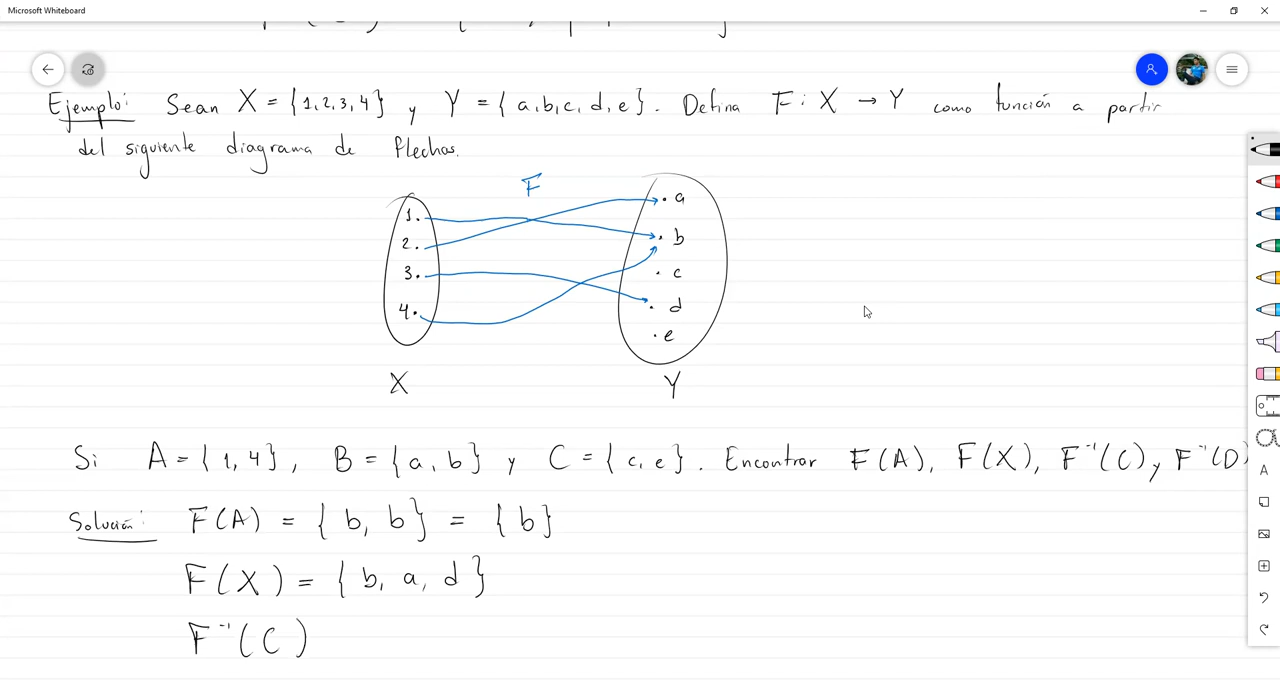 Microsoft Whiteboard
Ejemplo: Sean X = {1,2,3,4} y Y = {a,b,c,d,e}. Defina F: X → Y como función a partir
del siguiente diagrama de flechas.
F
1. . a
2. . b
3. . c
4. . d
. e
X Y
Si A = {1,4}, B = {a,b} y C = {c,e}. Encontrar F(A), F(X), F⁻¹(C) y F⁻¹(D)
Solución: F(A) = {b, b} = {b}
F(X) = {b, a, d}
F⁻¹(C)
A